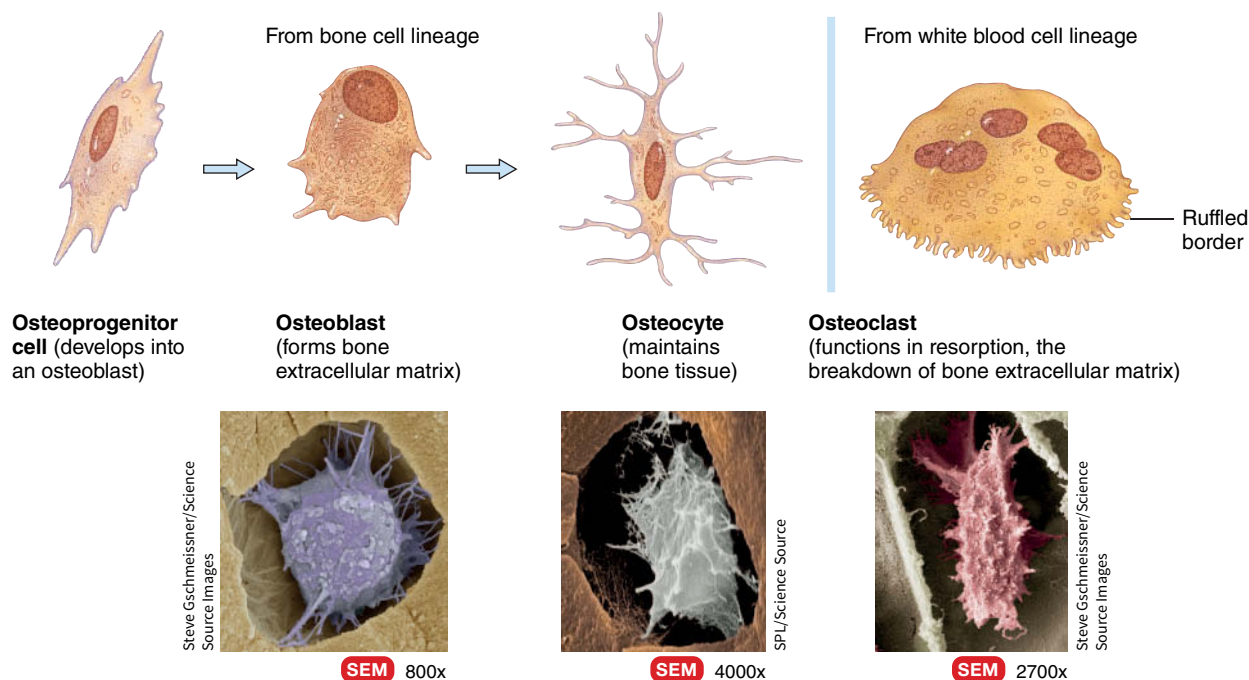 From bone cell lineage
From white blood cell lineage
Ruffled
border
Osteoprogenitor
cell (develops into
an osteoblast)
Osteoblast
(forms bone
extracellular matrix)
Osteocyte
(maintains
bone tissue)
Osteoclast
(functions in resorption, the
breakdown of bone extracellular matrix)
Steve Gschmeissner/Science
Source Images
SEM 800x
SPL/Science Source
SEM 4000x
Steve Gschmeissner/Science
Source Images
SEM 2700x